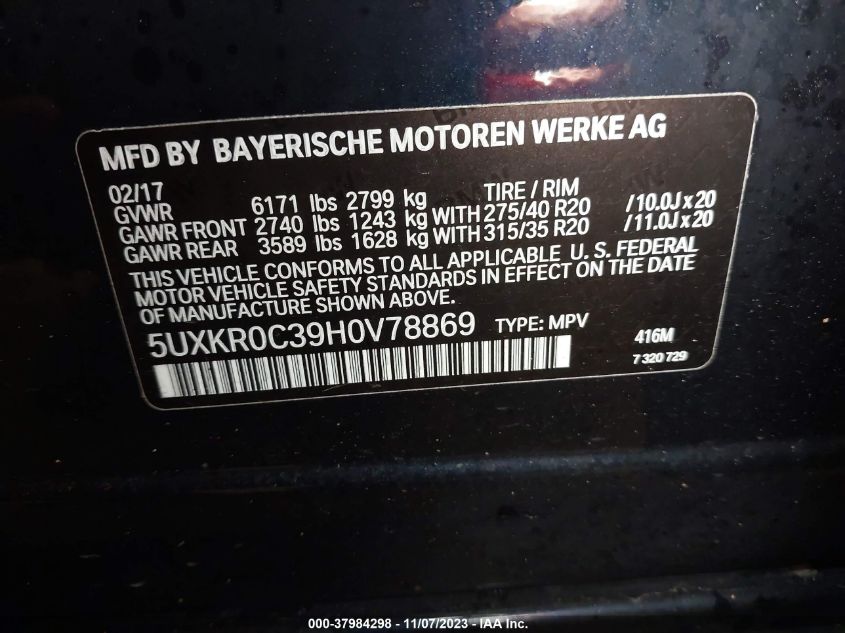 MFD BY BAYERISCHE MOTOREN WERKE AG
02/17 TIRE / RIM
GVWR 6171 lbs 2799 kg
GAWR FRONT 2740 lbs 1243 kg WITH 275/40 R20 /10.0J x 20
GAWR REAR 3589 lbs 1628 kg WITH 315/35 R20 /11.0J x 20
THIS VEHICLE CONFORMS TO ALL APPLICABLE U. S. FEDERAL
MOTOR VEHICLE SAFETY STANDARDS IN EFFECT ON THE DATE
OF MANUFACTURE SHOWN ABOVE.
5UXKR0C39H0V78869 TYPE: MPV 416M
7 320 729
000-37984298 - 11/07/2023 - IAA Inc.